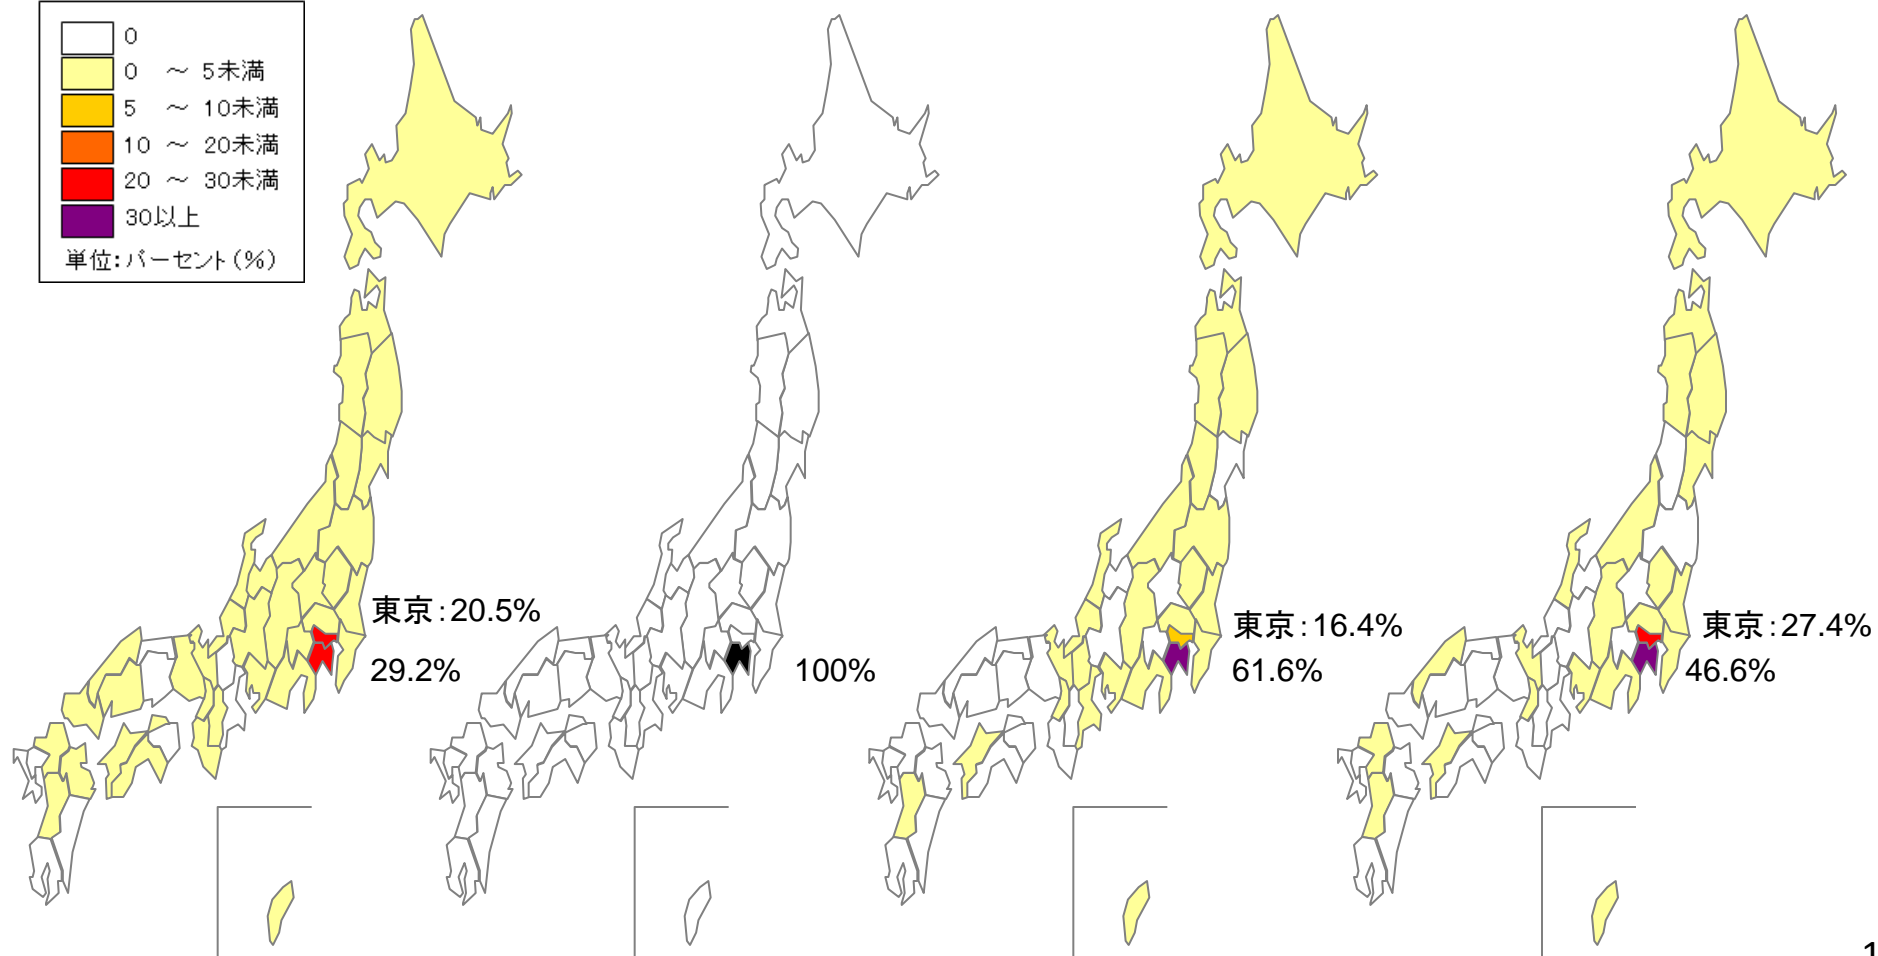 0
0 ～ 5未満
5 ～ 10未満
10 ～ 20未満
20 ～ 30未満
30以上
単位:パーセント(%)
東京:20.5%
29.2%
100%
東京:16.4%
61.6%
東京:27.4%
46.6%
1